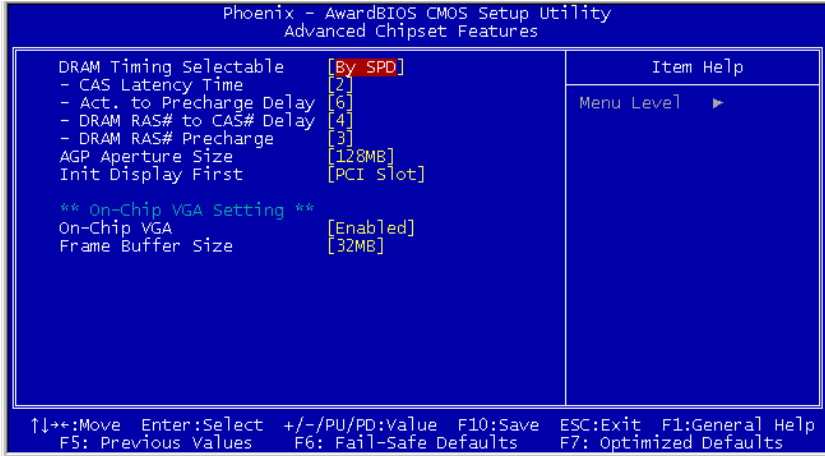 Phoenix - AwardBIOS CMOS Setup Utility
Advanced Chipset Features
DRAM Timing Selectable [By SPD]
- CAS Latency Time [2]
- Act. to Precharge Delay [6]
- DRAM RAS# to CAS# Delay [4]
- DRAM RAS# Precharge [3]
AGP Aperture Size [128MB]
Init Display First [PCI Slot]
** On-Chip VGA Setting **
On-Chip VGA [Enabled]
Frame Buffer Size [32MB]
Item Help
Menu Level ►
↑↓→←:Move Enter:Select +/-/PU/PD:Value F10:Save ESC:Exit F1:General Help
F5: Previous Values F6: Fail-Safe Defaults F7: Optimized Defaults